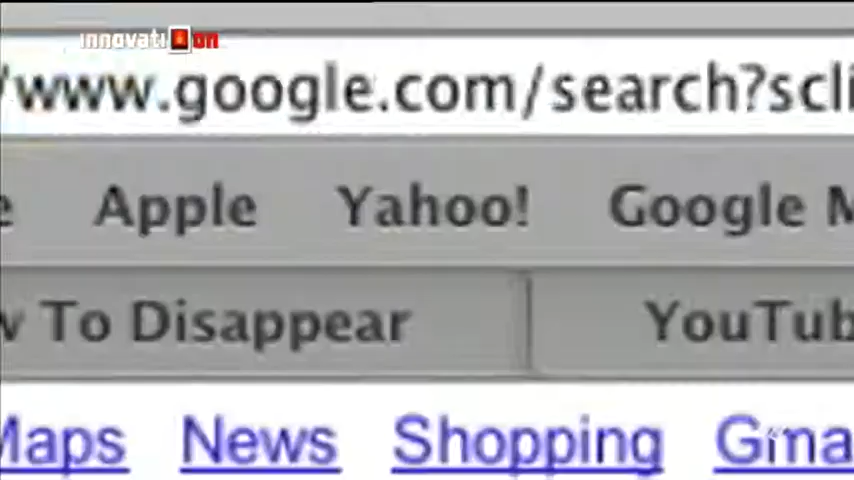 innovation
/www.google.com/search?scli
e Apple Yahoo! Google M
w To Disappear YouTub
Maps News Shopping Gma